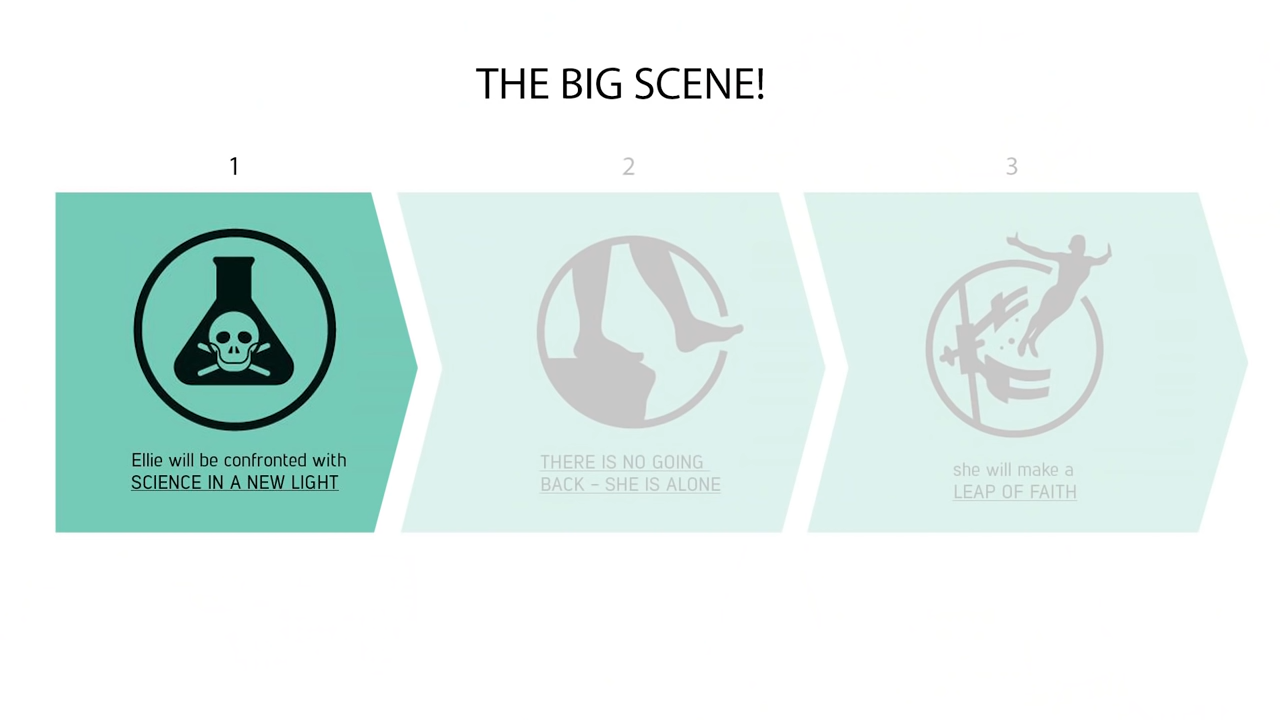 THE BIG SCENE!
1
2
3
Ellie will be confronted with
SCIENCE IN A NEW LIGHT
THERE IS NO GOING
BACK – SHE IS ALONE
she will make a
LEAP OF FAITH